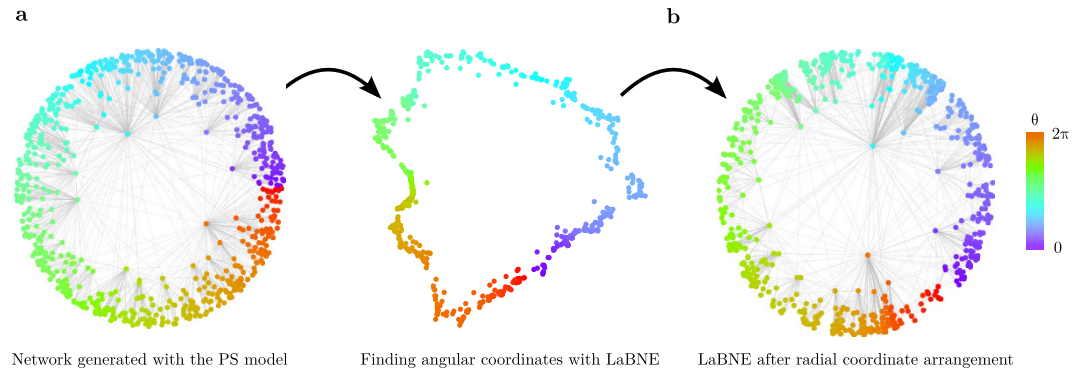 a
b
θ
2π
0
Network generated with the PS model
Finding angular coordinates with LaBNE
LaBNE after radial coordinate arrangement